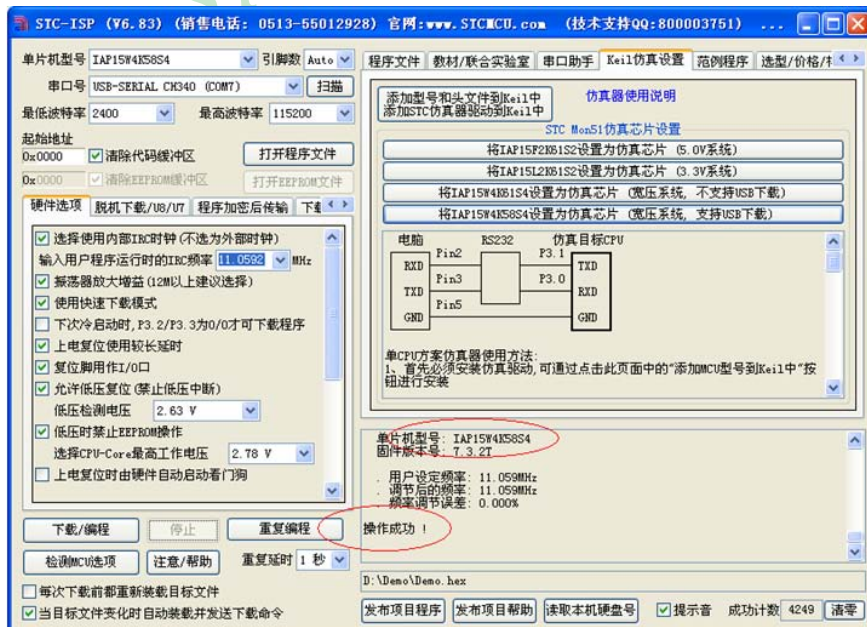 STC-ISP (V6.83) (销售电话: 0513-55012928) 官网:www.STCMCU.com (技术支持QQ:800003751) ...
单片机型号 IAP15W4K58S4 引脚数 Auto
串口号 USB-SERIAL CH340 (COM7) 扫描
最低波特率 2400 最高波特率 115200
起始地址
0x0000 清除代码缓冲区 打开程序文件
0x0000 清除EEPROM缓冲区 打开EEPROM文件
硬件选项 脱机下载/U8/U7 程序加密后传输
选择使用内部IRC时钟(不选为外部时钟)
输入用户程序运行时的IRC频率 11.0592 MHz
振荡器放大增益(12M以上建议选择)
使用快速下载模式
下次冷启动时,P3.2/P3.3为0/0才可下载程序
上电复位使用较长延时
复位脚用作I/O口
允许低压复位(禁止低压中断)
低压检测电压 2.63 V
低压时禁止EEPROM操作
选择CPU-Core最高工作电压 2.78 V
上电复位时由硬件自动启动看门狗
下载/编程 停止 重复编程
检测MCU选项 注意/帮助 重复延时 1 秒
每次下载前都重新装载目标文件
当目标文件变化时自动装载并发送下载命令
程序文件 教材/联合实验室 串口助手 Keil仿真设置 范例程序 选型/价格/
添加型号和头文件到Keil中
添加STC仿真器驱动到Keil中
仿真器使用说明
STC Mon51仿真芯片设置
将IAP15F2K61S2设置为仿真芯片 (5.0V系统)
将IAP15L2K61S2设置为仿真芯片 (3.3V系统)
将IAP15W4K61S4设置为仿真芯片 (宽压系统, 不支持USB下载)
将IAP15W4K58S4设置为仿真芯片 (宽压系统, 支持USB下载)
电脑 RS232 仿真目标CPU
RXD Pin2 P3.1 TXD
TXD Pin3 P3.0 RXD
GND Pin5 GND
单CPU方案仿真器使用方法:
1、首先必须安装仿真驱动,可通过点击此页面中的“添加MCU型号到Keil中”按
钮进行安装
单片机型号: IAP15W4K58S4
固件版本号: 7.3.2T
. 用户设定频率: 11.059MHz
. 调节后的频率: 11.059MHz
. 频率调节误差: 0.000%
操作成功 !
D:\Demo\Demo.hex
发布项目程序 发布项目帮助 读取本机硬盘号 提示音 成功计数 4249 清零